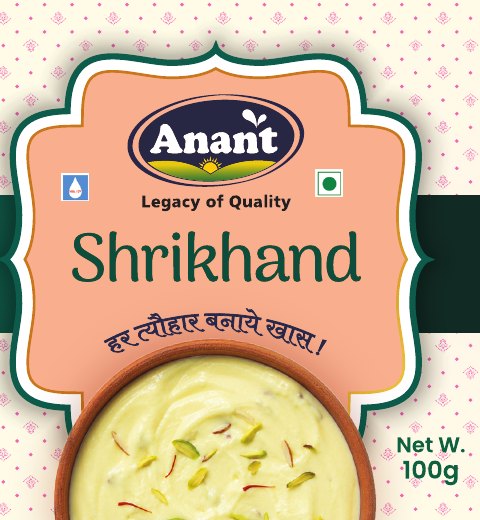 Anant
Legacy of Quality
Shrikhand
हर त्यौहार बनाये खास !
Net W.
100g